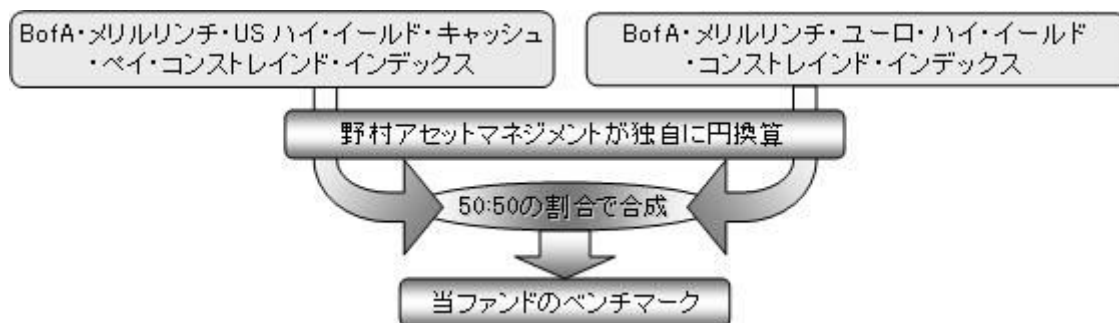 BofA・メリルリンチ・US ハイ・イールド・キャッシュ
・ペイ・コンストレインド・インデックス
BofA・メリルリンチ・ユーロ・ハイ・イールド
・コンストレインド・インデックス
野村アセットマネジメントが独自に円換算
50:50の割合で合成
当ファンドのベンチマーク